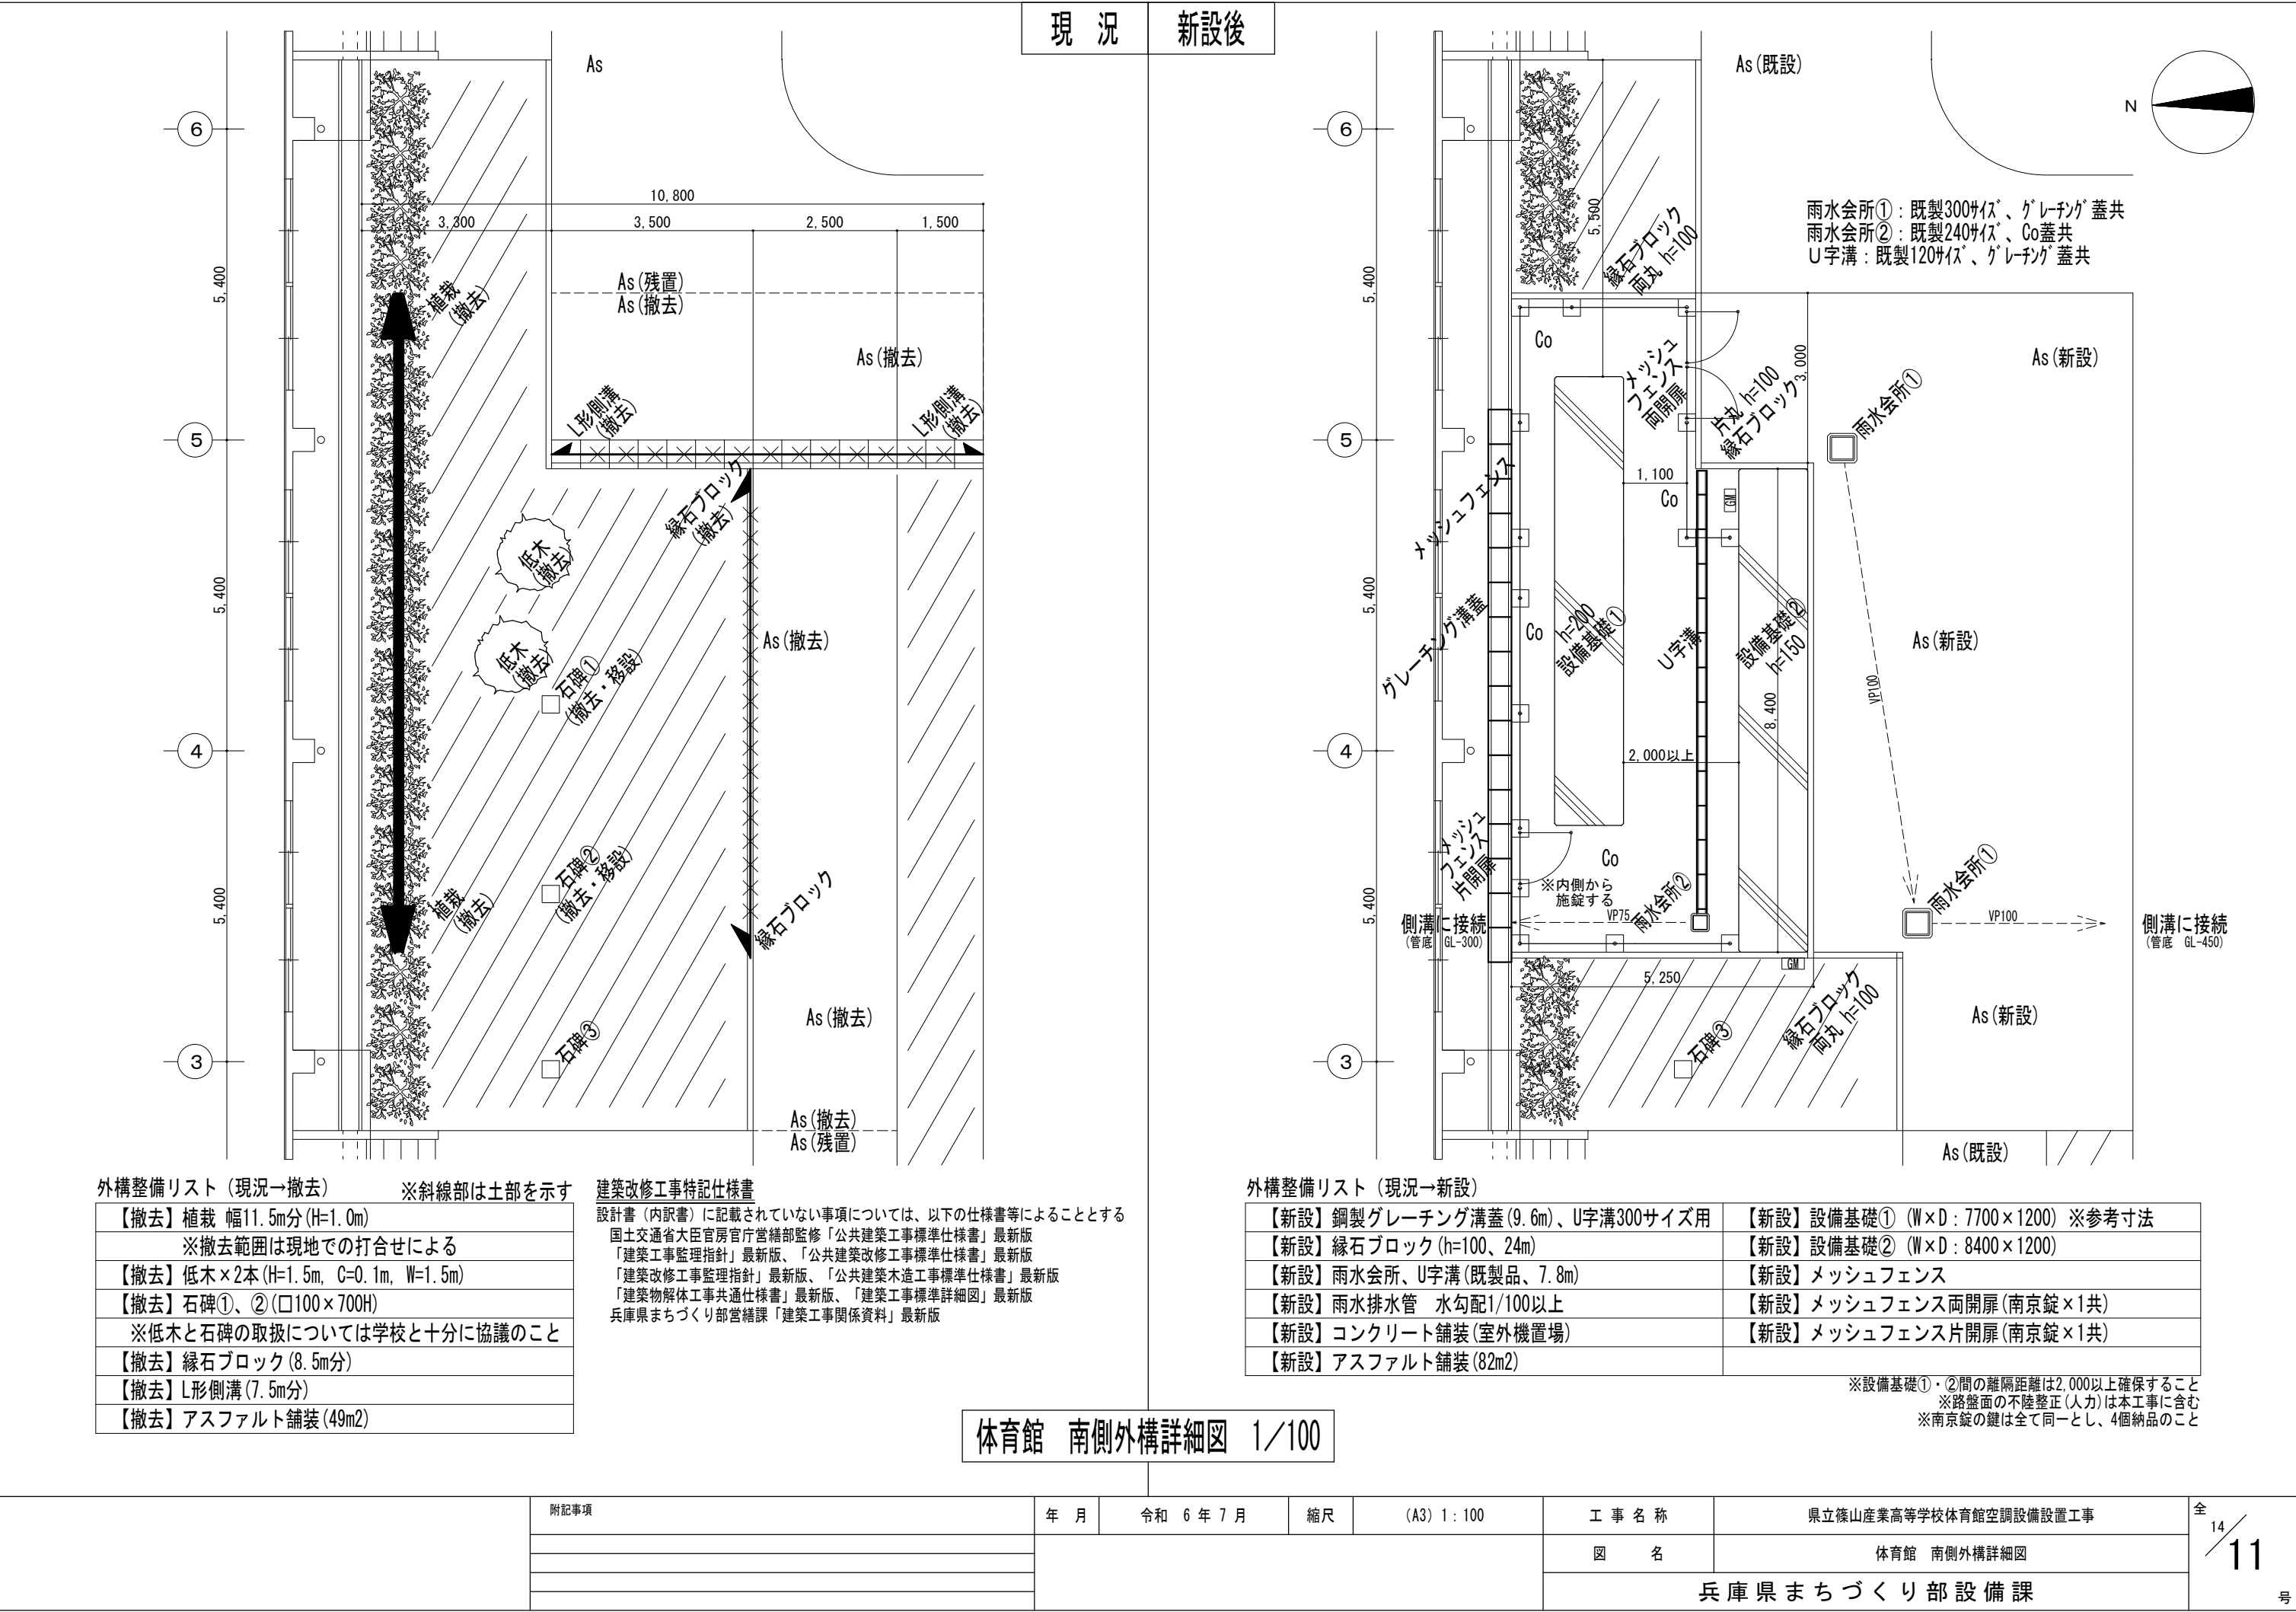 現 況
新設後
As
6
5
4
3
5,400
5,400
5,400
10,800
3,300
3,500
2,500
1,500
植栽
(撤去)
As(残置)
As(撤去)
As(撤去)
L形側溝
(撤去)
L形側溝
(撤去)
縁石ブロック
(撤去)
低木
(撤去)
低木
(撤去)
石碑①
(撤去・移設)
As(撤去)
石碑②
(撤去・移設)
植栽
(撤去)
縁石ブロック
石碑③
As(撤去)
As(撤去)
As(残置)
As(既設)
N
6
5
4
3
5,400
5,400
5,400
雨水会所①：既製300ｻｲｽﾞ、ｸﾞﾚｰﾁﾝｸﾞ蓋共
雨水会所②：既製240ｻｲｽﾞ、Co蓋共
U字溝：既製120ｻｲｽﾞ、ｸﾞﾚｰﾁﾝｸﾞ蓋共
5,500
縁石ブロック
両丸 h=100
Co
メッシュ
フェンス
両開扉
3,000
片丸 h=100
縁石ブロック
As(新設)
雨水会所①
1,100
Co
GM
メッシュフェンス
グレーチング溝蓋
Co
h=200
設備基礎①
U字溝
設備基礎②
h=150
As(新設)
VP100
8,400
2,000以上
メッシュ
フェンス
片開扉
Co
※内側から
施錠する
雨水会所②
VP75
側溝に接続
(管底 GL-300)
雨水会所①
VP100
側溝に接続
(管底 GL-450)
GM
5,250
縁石ブロック
両丸 h=100
石碑③
As(新設)
As(既設)
外構整備リスト（現況→撤去）
※斜線部は土部を示す
【撤去】植栽 幅11.5m分(H=1.0m)
※撤去範囲は現地での打合せによる
【撤去】低木×2本(H=1.5m, C=0.1m, W=1.5m)
【撤去】石碑①、②(□100×700H)
※低木と石碑の取扱については学校と十分に協議のこと
【撤去】縁石ブロック(8.5m分)
【撤去】L形側溝(7.5m分)
【撤去】アスファルト舗装(49m2)
建築改修工事特記仕様書
設計書（内訳書）に記載されていない事項については、以下の仕様書等によることとする
国土交通省大臣官房官庁営繕部監修「公共建築工事標準仕様書」最新版
「建築工事監理指針」最新版、「公共建築改修工事標準仕様書」最新版
「建築改修工事監理指針」最新版、「公共建築木造工事標準仕様書」最新版
「建築物解体工事共通仕様書」最新版、「建築工事標準詳細図」最新版
兵庫県まちづくり部営繕課「建築工事関係資料」最新版
外構整備リスト（現況→新設）
【新設】鋼製グレーチング溝蓋(9.6m)、U字溝300サイズ用
【新設】設備基礎① (W×D：7700×1200) ※参考寸法
【新設】縁石ブロック(h=100、24m)
【新設】設備基礎② (W×D：8400×1200)
【新設】雨水会所、U字溝(既製品、7.8m)
【新設】メッシュフェンス
【新設】雨水排水管 水勾配1/100以上
【新設】メッシュフェンス両開扉(南京錠×1共)
【新設】コンクリート舗装(室外機置場)
【新設】メッシュフェンス片開扉(南京錠×1共)
【新設】アスファルト舗装(82m2)
※設備基礎①・②間の離隔距離は2,000以上確保すること
※路盤面の不陸整正(人力)は本工事に含む
※南京錠の鍵は全て同一とし、4個納品のこと
体育館 南側外構詳細図 1／100
附記事項
年 月
令和 6 年 7 月
縮尺
(A3) 1：100
工 事 名 称
県立篠山産業高等学校体育館空調設備設置工事
図 名
体育館 南側外構詳細図
兵庫県まちづくり部設備課
全
14
11
号